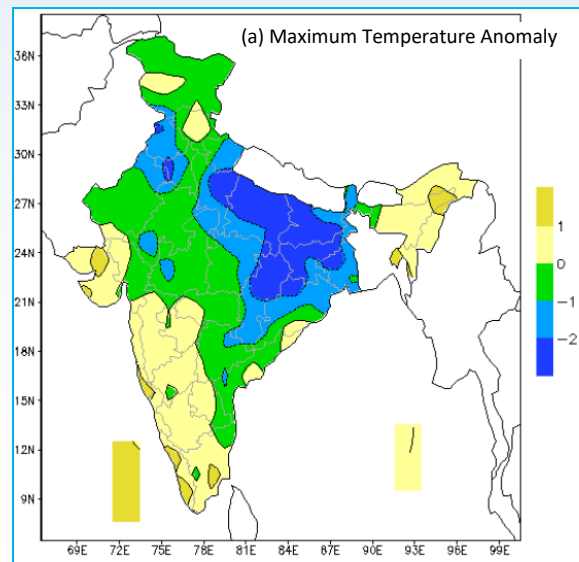 (a) Maximum Temperature Anomaly
36N
33N
30N
27N
24N
21N
18N
15N
12N
9N
69E 72E 75E 78E 81E 84E 87E 90E 93E 96E 99E
1
0
−1
−2